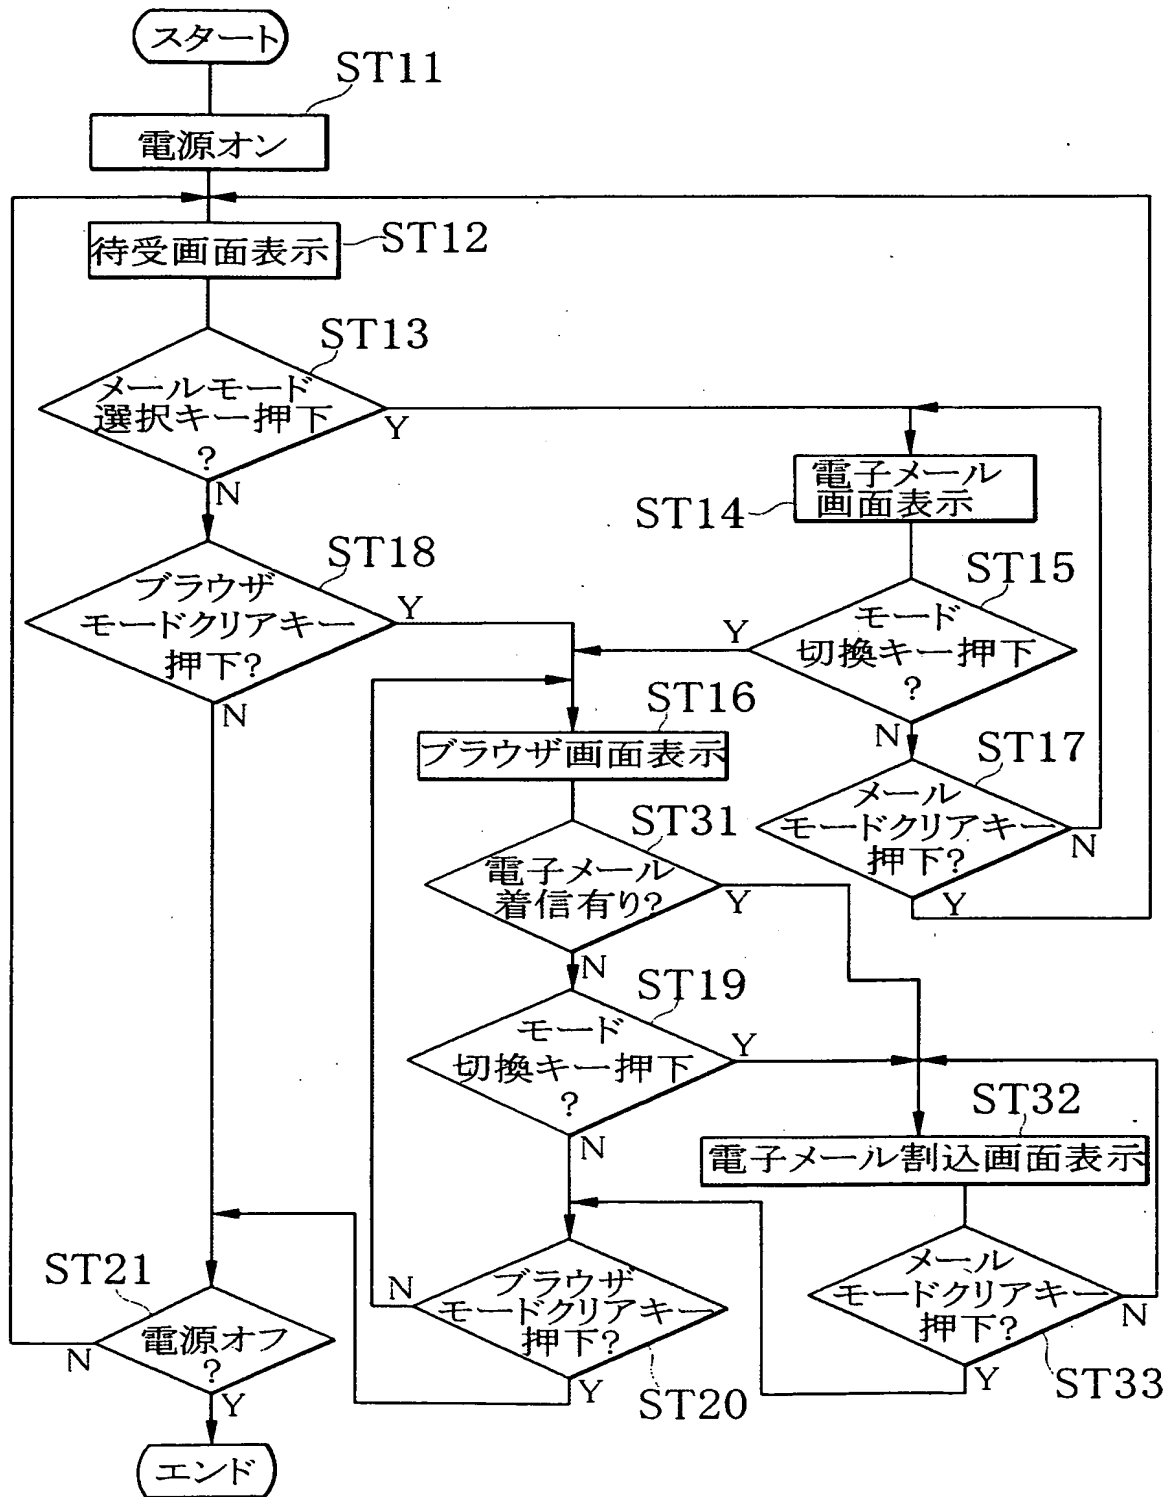 スタート
ST11
電源オン
待受画面表示
ST12
ST13
メールモード
選択キー押下
?
Y
N
電子メール
画面表示
ST14
ST18
ブラウザ
モードクリアキー
押下?
Y
N
ST15
モード
切換キー押下
?
Y
N
ST16
ブラウザ画面表示
ST17
メール
モードクリアキー
押下?
N
Y
ST31
電子メール
着信有り?
Y
N
ST19
モード
切換キー押下
?
Y
N
ST32
電子メール割込画面表示
ST21
電源オフ
?
N
Y
ブラウザ
モードクリアキー
押下?
N
Y
ST20
メール
モードクリアキー
押下?
N
Y
ST33
エンド